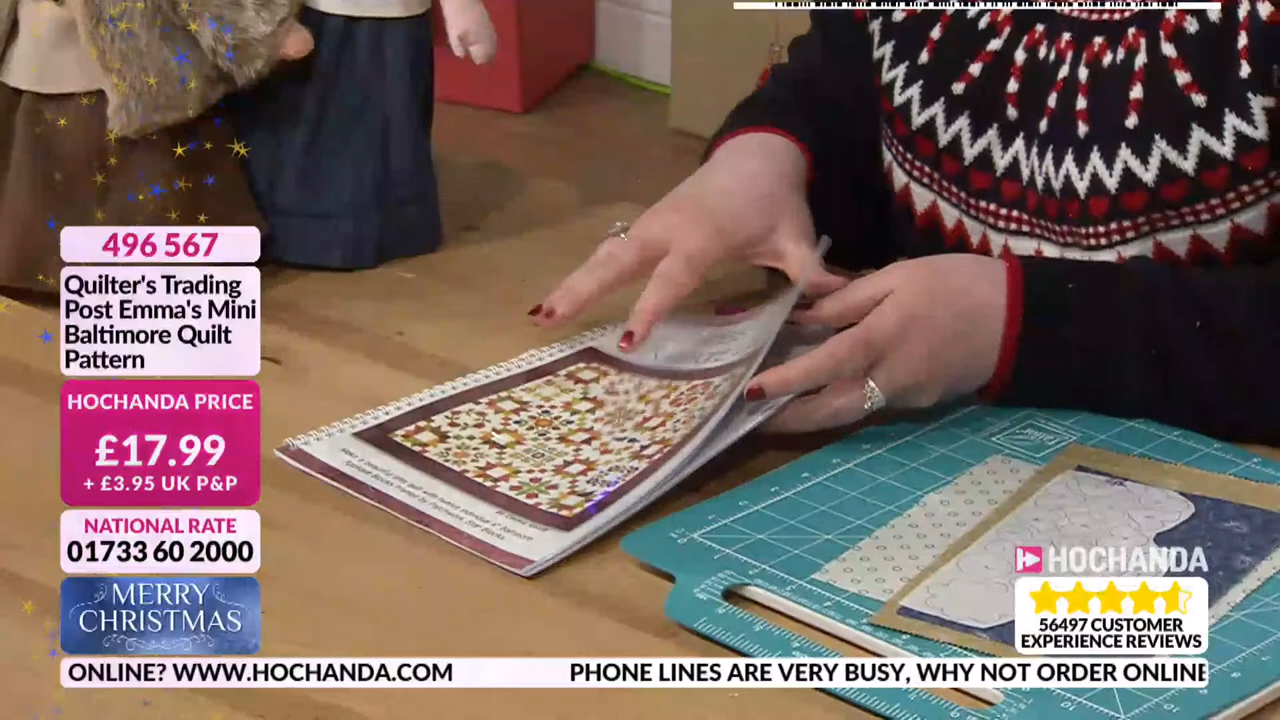 496 567
Quilter's Trading
Post Emma's Mini
Baltimore Quilt
Pattern
HOCHANDA PRICE
£17.99
+ £3.95 UK P&P
NATIONAL RATE
01733 60 2000
MERRY
CHRISTMAS
HOCHANDA
56497 CUSTOMER
EXPERIENCE REVIEWS
ONLINE? WWW.HOCHANDA.COM PHONE LINES ARE VERY BUSY, WHY NOT ORDER ONLINE